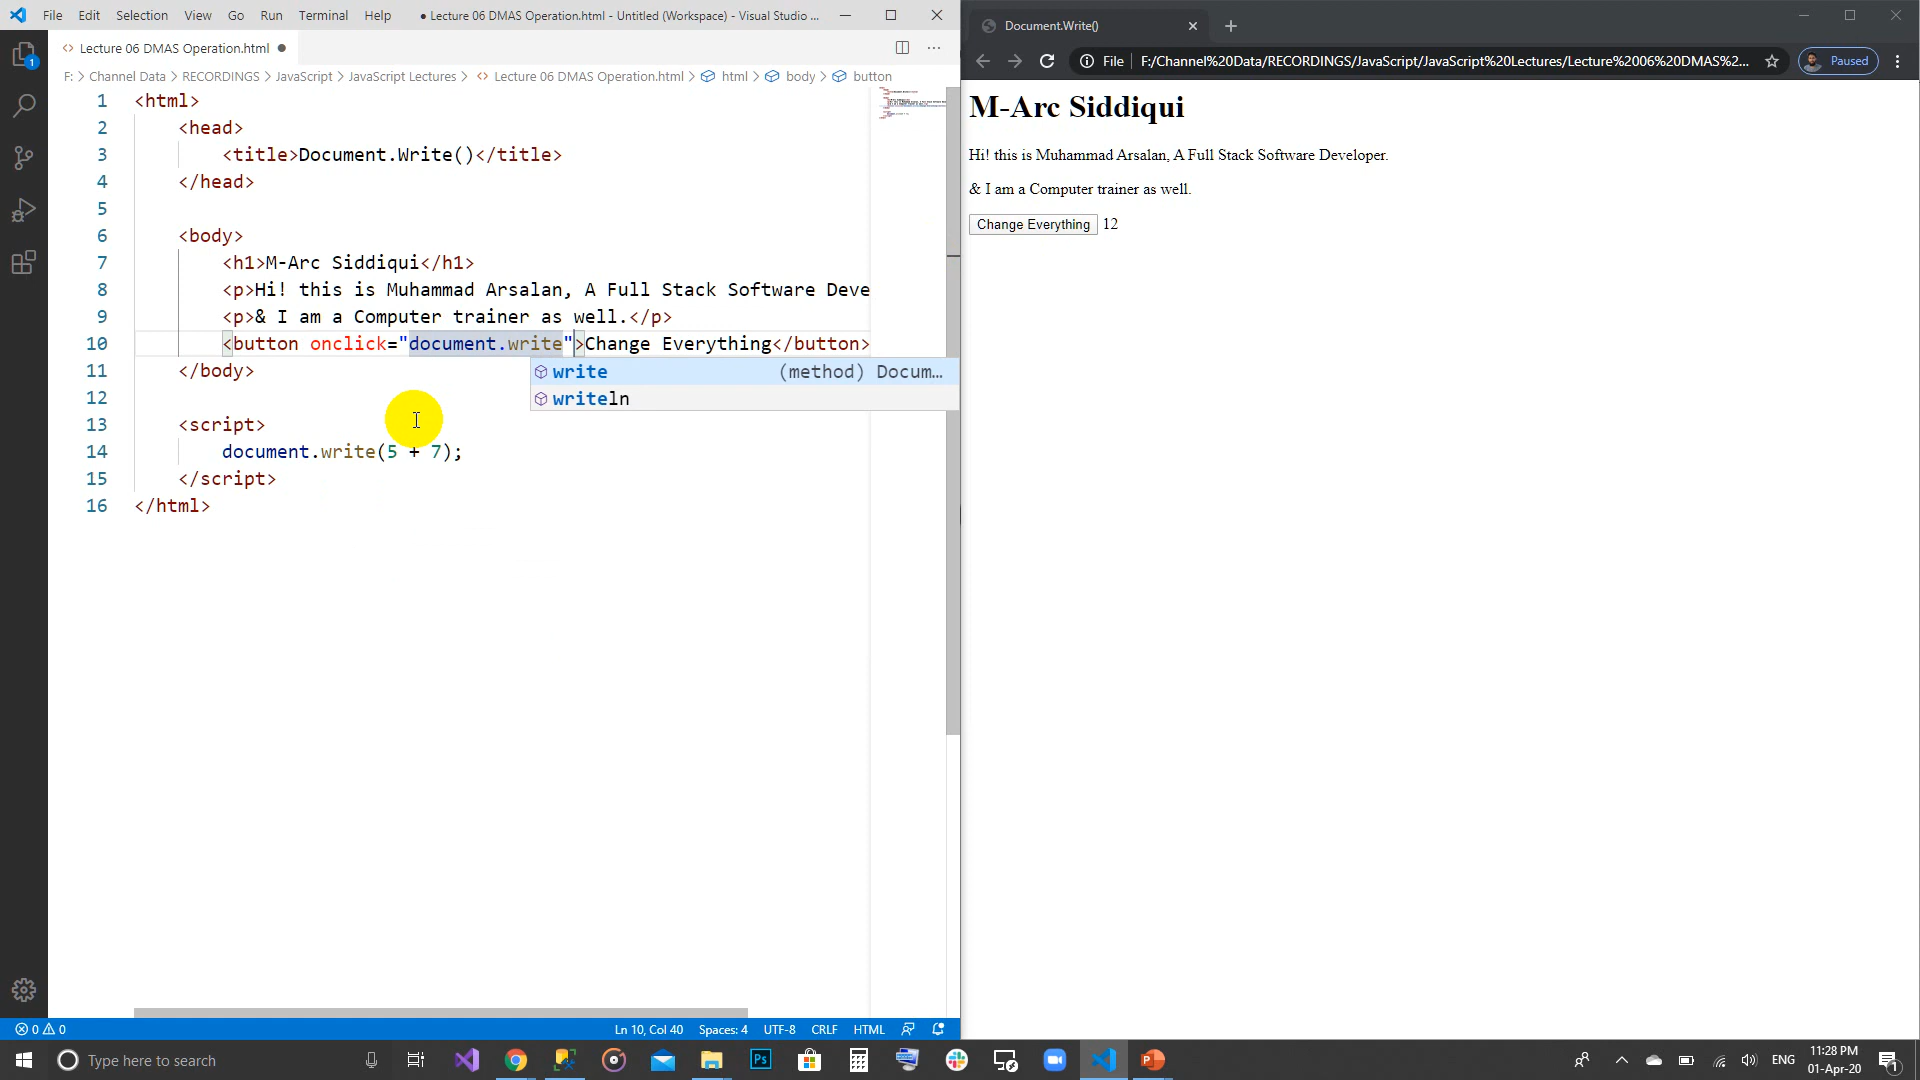 File Edit Selection View Go Run Terminal Help ● Lecture 06 DMAS Operation.html - Untitled (Workspace) - Visual Studio ...
Lecture 06 DMAS Operation.html ●
F: > Channel Data > RECORDINGS > JavaScript > JavaScript Lectures > Lecture 06 DMAS Operation.html > html > body > button
1 <html>
2 <head>
3 <title>Document.Write()</title>
4 </head>
5
6 <body>
7 <h1>M-Arc Siddiqui</h1>
8 <p>Hi! this is Muhammad Arsalan, A Full Stack Software Deve
9 <p>& I am a Computer trainer as well.</p>
10 <button onclick="document.write">Change Everything</button>
write (method) Docum...
writeln
11 </body>
12
13 <script>
14 document.write(5 + 7);
15 </script>
16 </html>
1
0 0 Ln 10, Col 40 Spaces: 4 UTF-8 CRLF HTML
Document.Write()
File F:/Channel%20Data/RECORDINGS/JavaScript/JavaScript%20Lectures/Lecture%2006%20DMAS%2... Paused
M-Arc Siddiqui
Hi! this is Muhammad Arsalan, A Full Stack Software Developer.
& I am a Computer trainer as well.
Change Everything 12
Type here to search
Ps
ENG
11:28 PM
01-Apr-20
1